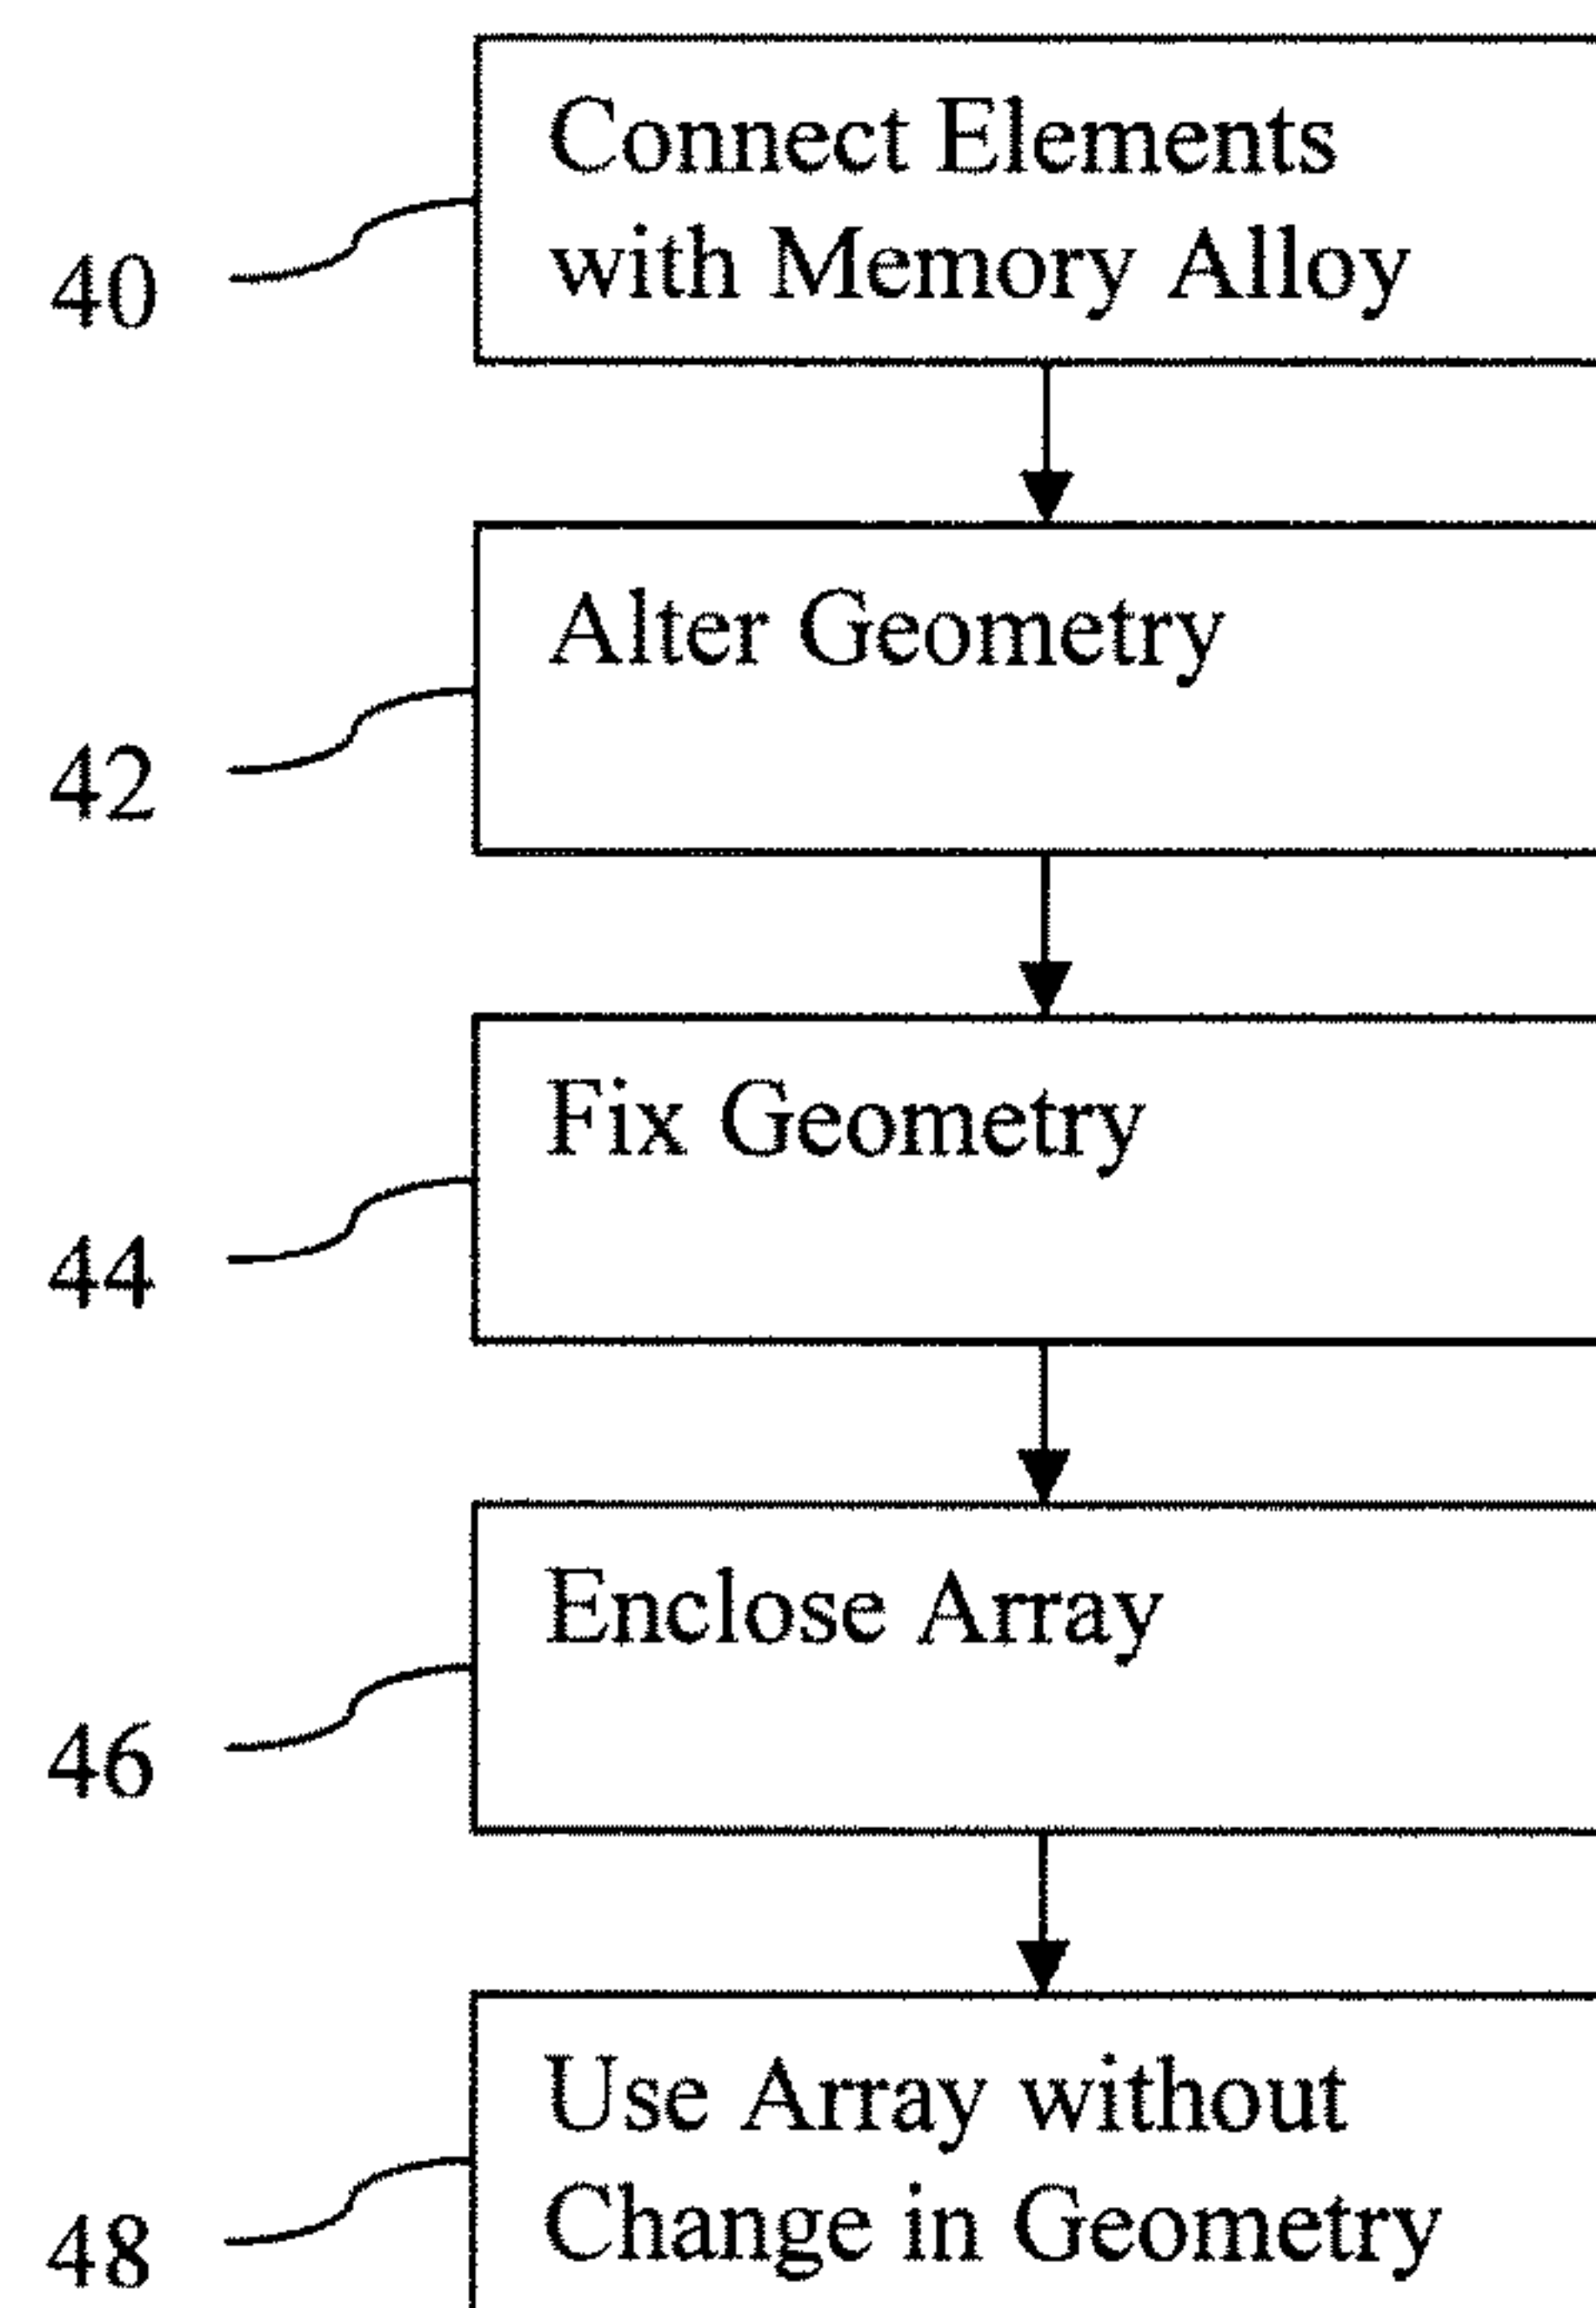 Connect Elements
with Memory Alloy
40
Alter Geometry
42
Fix Geometry
44
Enclose Array
46
Use Array without
Change in Geometry
48